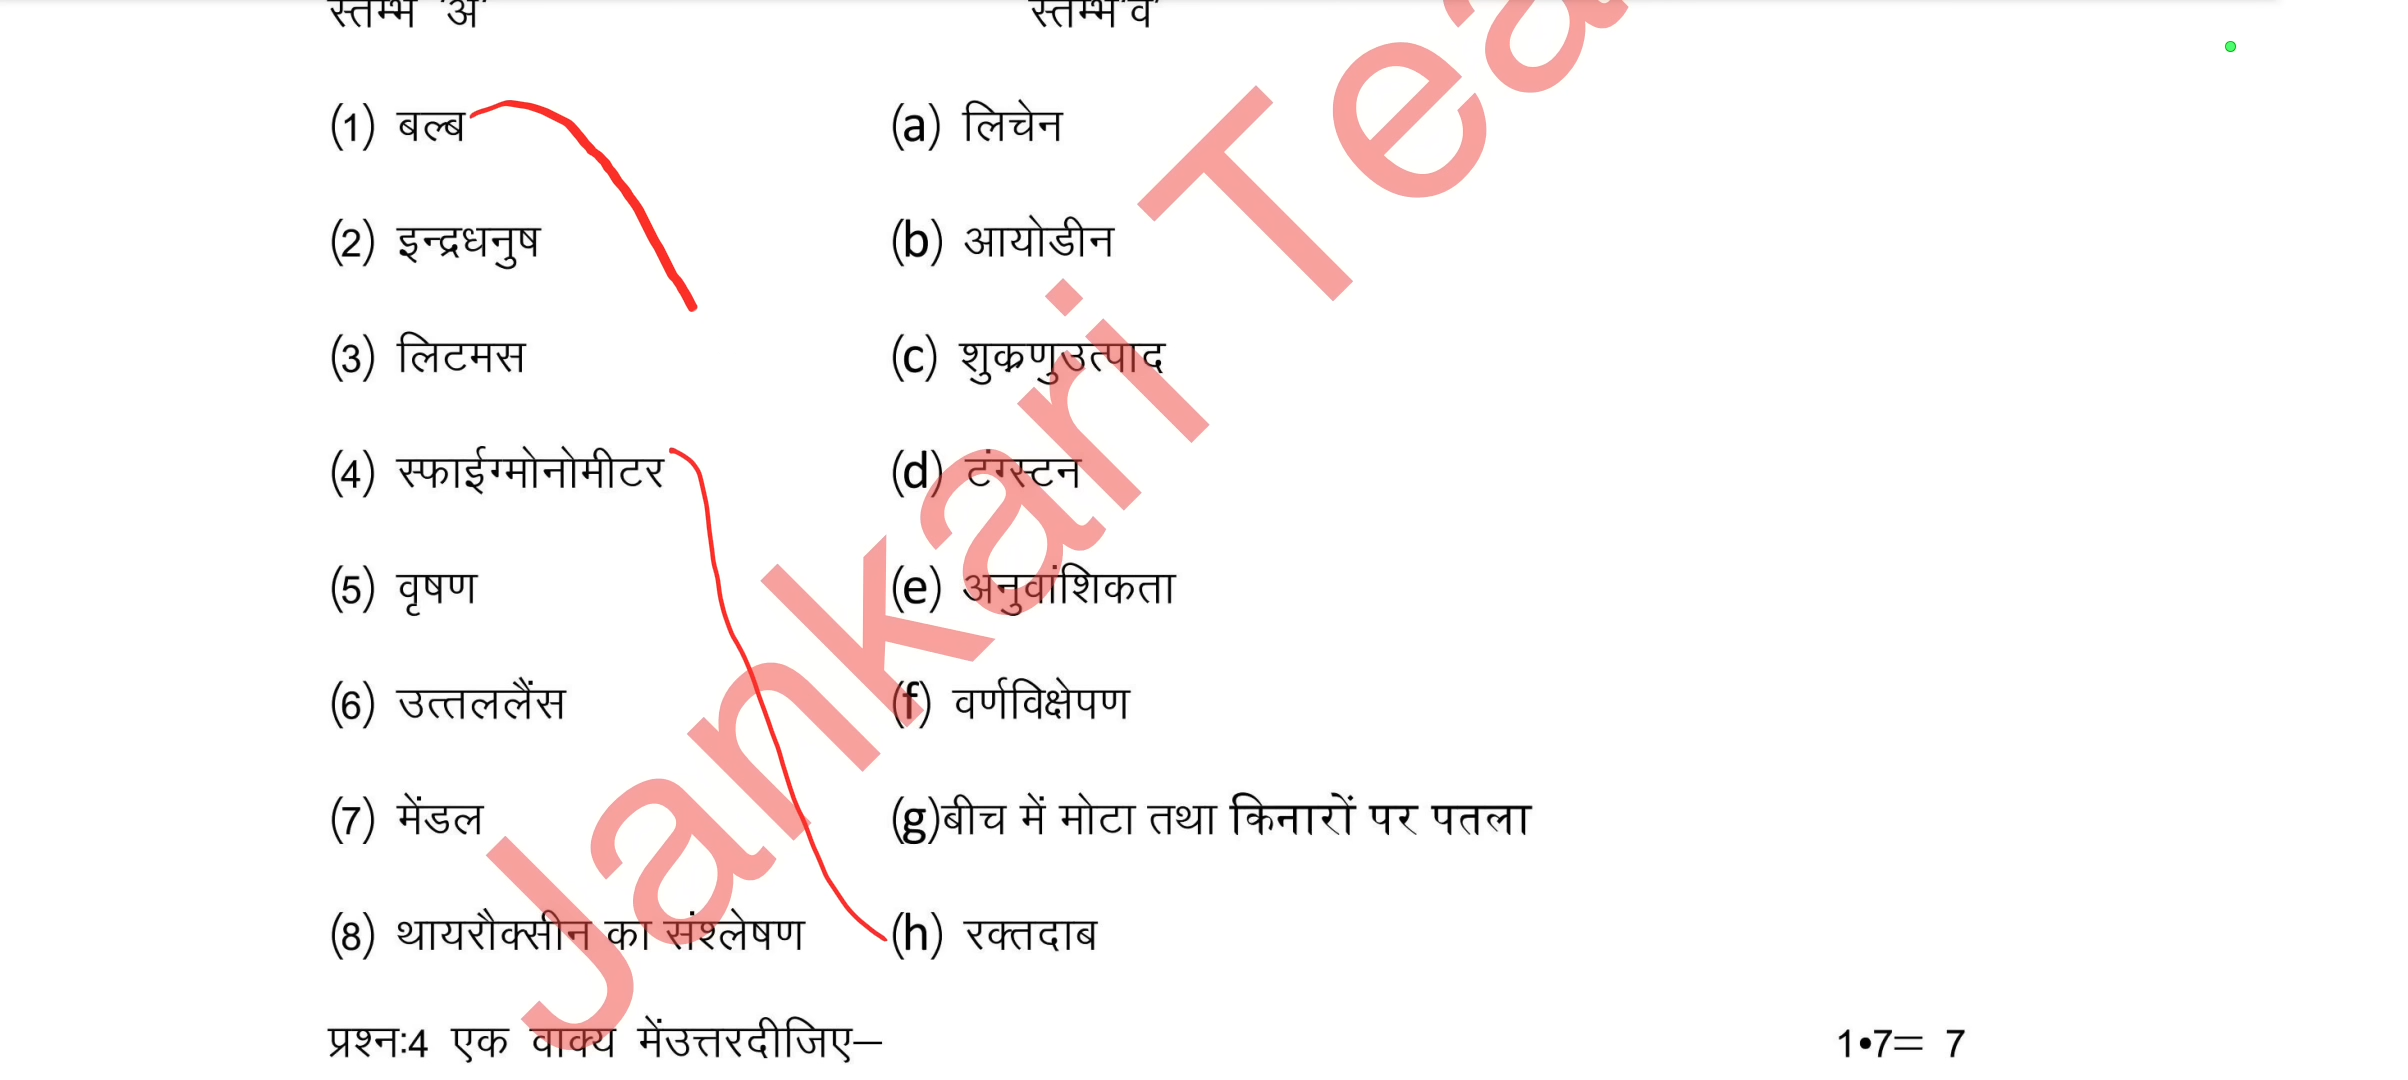 स्तम्भ 'अ' स्तम्भ'व'
(1) बल्ब (a) लिचेन
(2) इन्द्रधनुष (b) आयोडीन
(3) लिटमस (c) शुक्रणुउत्पाद
(4) स्फाईग्मोनोमीटर (d) टंग्स्टन
(5) वृषण (e) अनुवांशिकता
(6) उत्तललैंस (f) वर्णविक्षेपण
(7) मेंडल (g)बीच में मोटा तथा किनारों पर पतला
(8) थायरौक्सीन का संश्लेषण (h) रक्तदाब
प्रश्न:4 एक वाक्य मेंउत्तरदीजिए— 1•7= 7
Jankari Tea